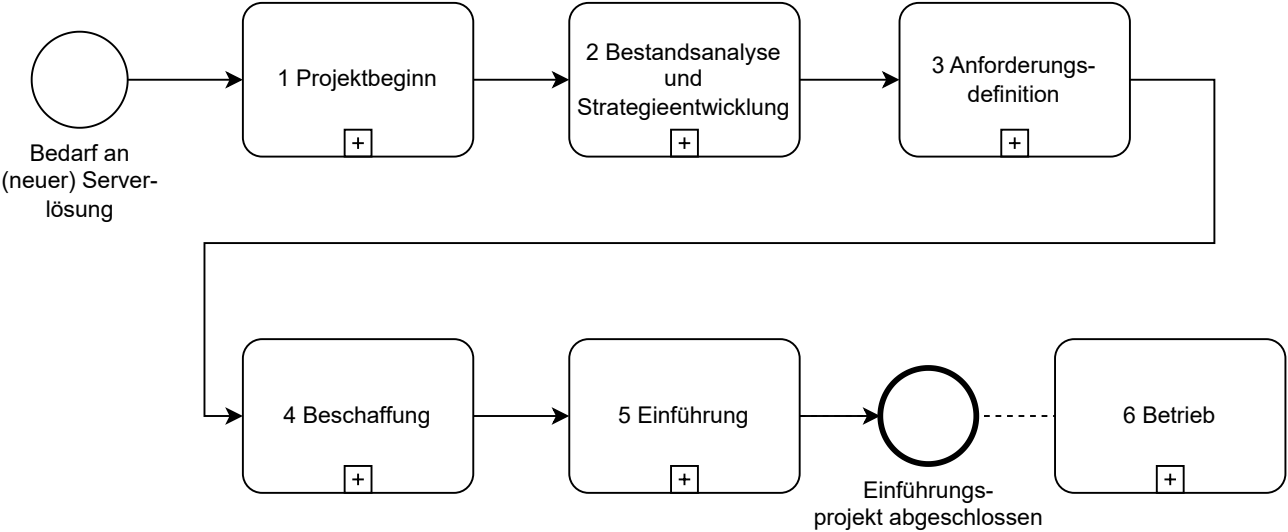 1 Projektbeginn
2 Bestandsanalyse
und
Strategieentwicklung
3 Anforderungs-
definition
Bedarf an
(neuer) Server-
lösung
4 Beschaffung
5 Einführung
6 Betrieb
Einführungs-
projekt abgeschlossen